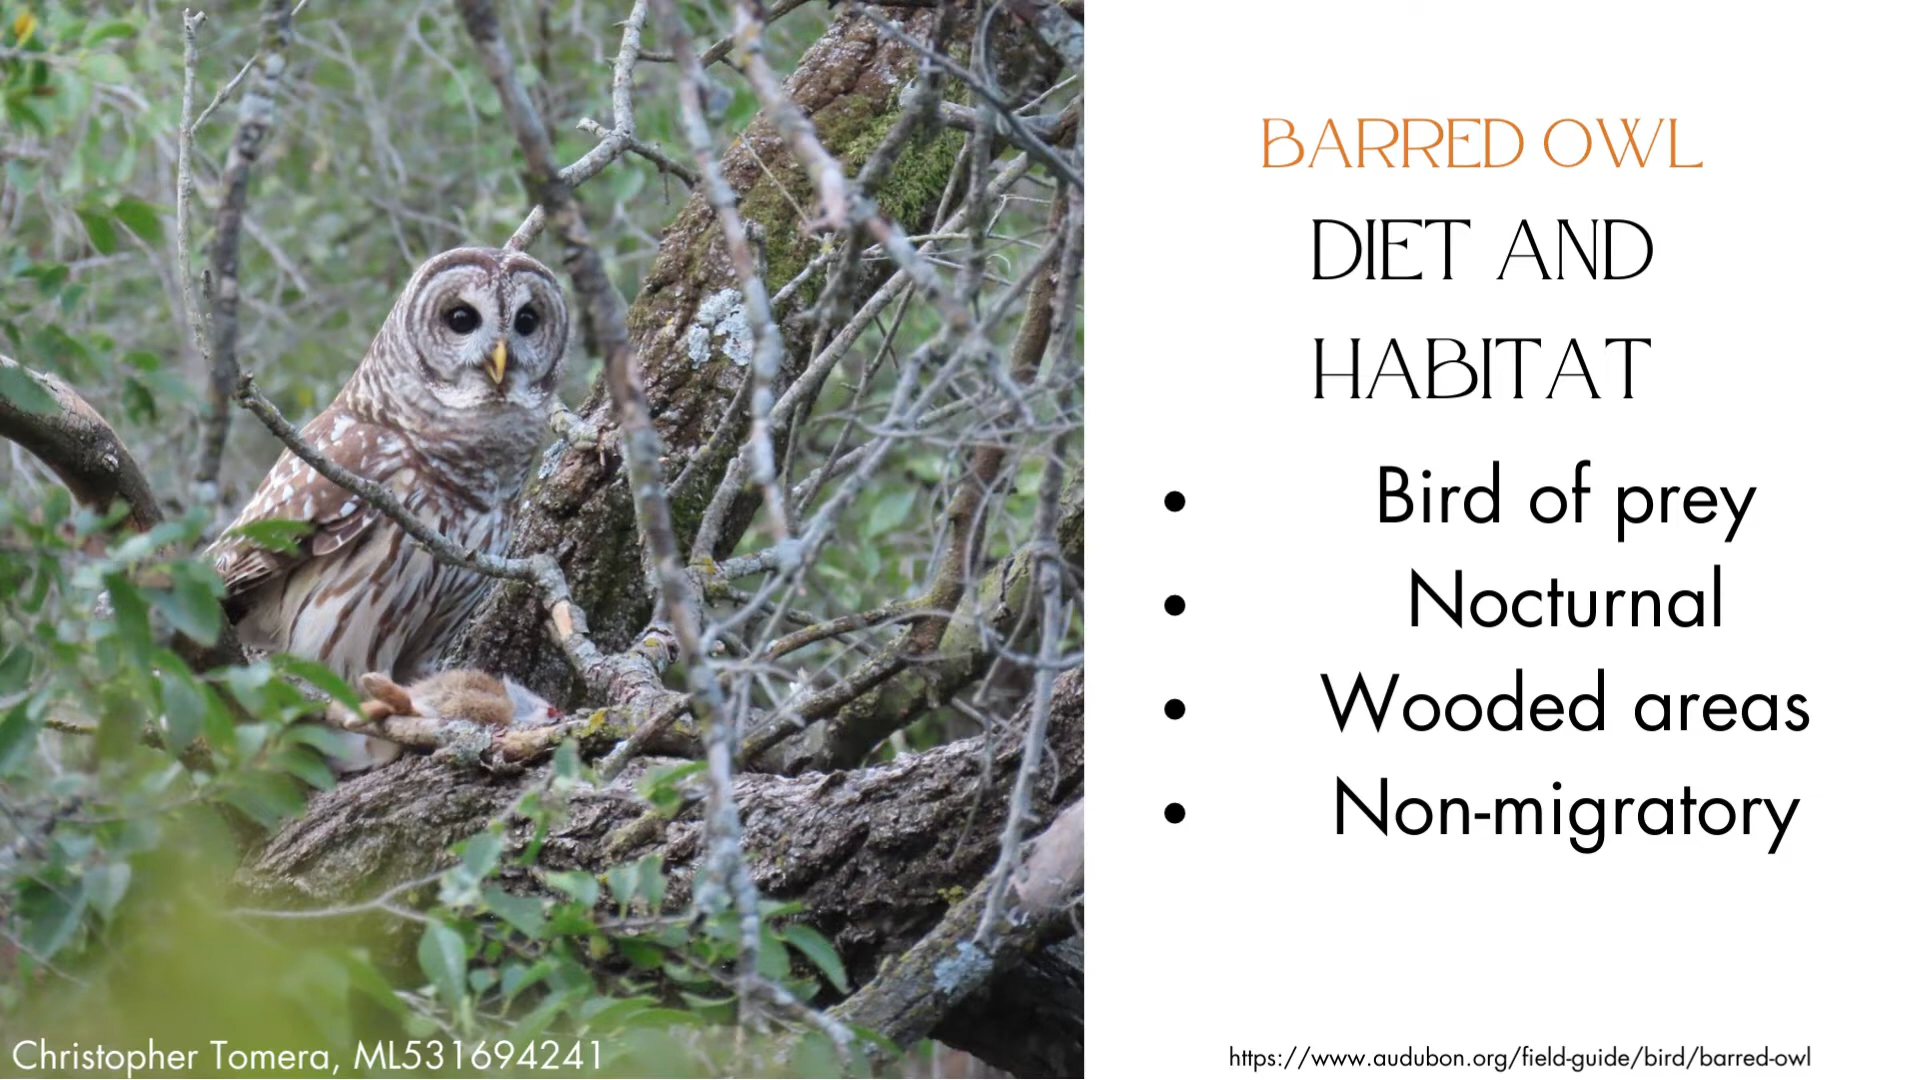 BARRED OWL
DIET AND
HABITAT
• Bird of prey
• Nocturnal
• Wooded areas
• Non-migratory
Christopher Tomera, ML531694241
https://www.audubon.org/field-guide/bird/barred-owl